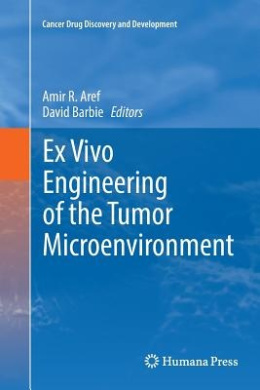 Cancer Drug Discovery and Development
Amir R. Aref
David Barbie Editors
Ex Vivo
Engineering
of the Tumor
Microenvironment
Humana Press